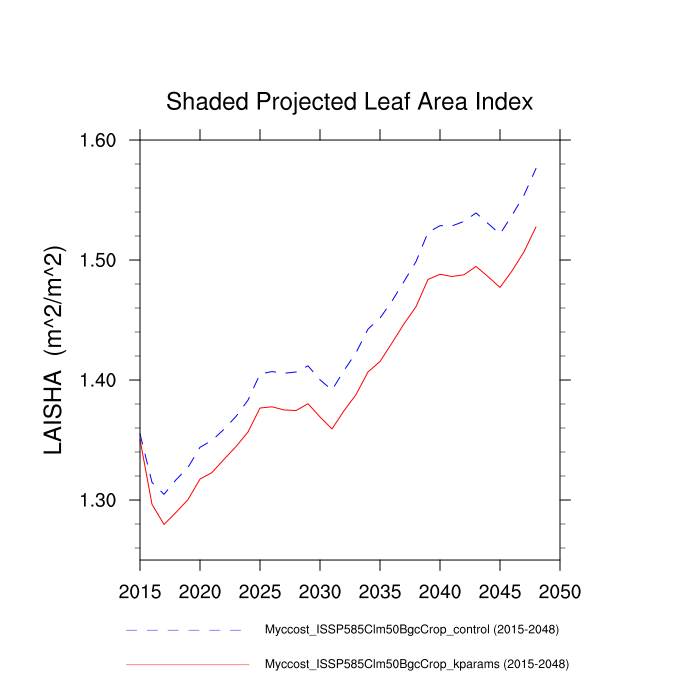 Shaded Projected Leaf Area Index
LAISHA (m^2/m^2)
1.60
1.50
1.40
1.30
2015 2020 2025 2030 2035 2040 2045 2050
Myccost_ISSP585Clm50BgcCrop_control (2015-2048)
Myccost_ISSP585Clm50BgcCrop_kparams (2015-2048)